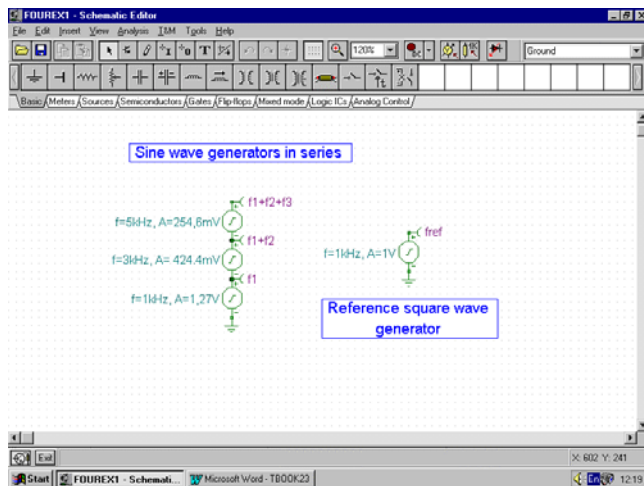 FOUREX1 - Schematic Editor
File Edit Insert View Analysis T&M Tools Help
T 120% Ground
Basic Meters Sources Semiconductors Gates Flip-flops Mixed mode Logic ICs Analog Control
Sine wave generators in series
f1+f2+f3
f=5kHz, A=254,6mV
f1+f2
f=3kHz, A= 424.4mV
f1
f=1kHz, A=1,27V
fref
f=1kHz, A=1V
Reference square wave
generator
Exit X: 602 Y: 241
Start FOUREX1 - Schemati... Microsoft Word - TBOOK23 En 12:19